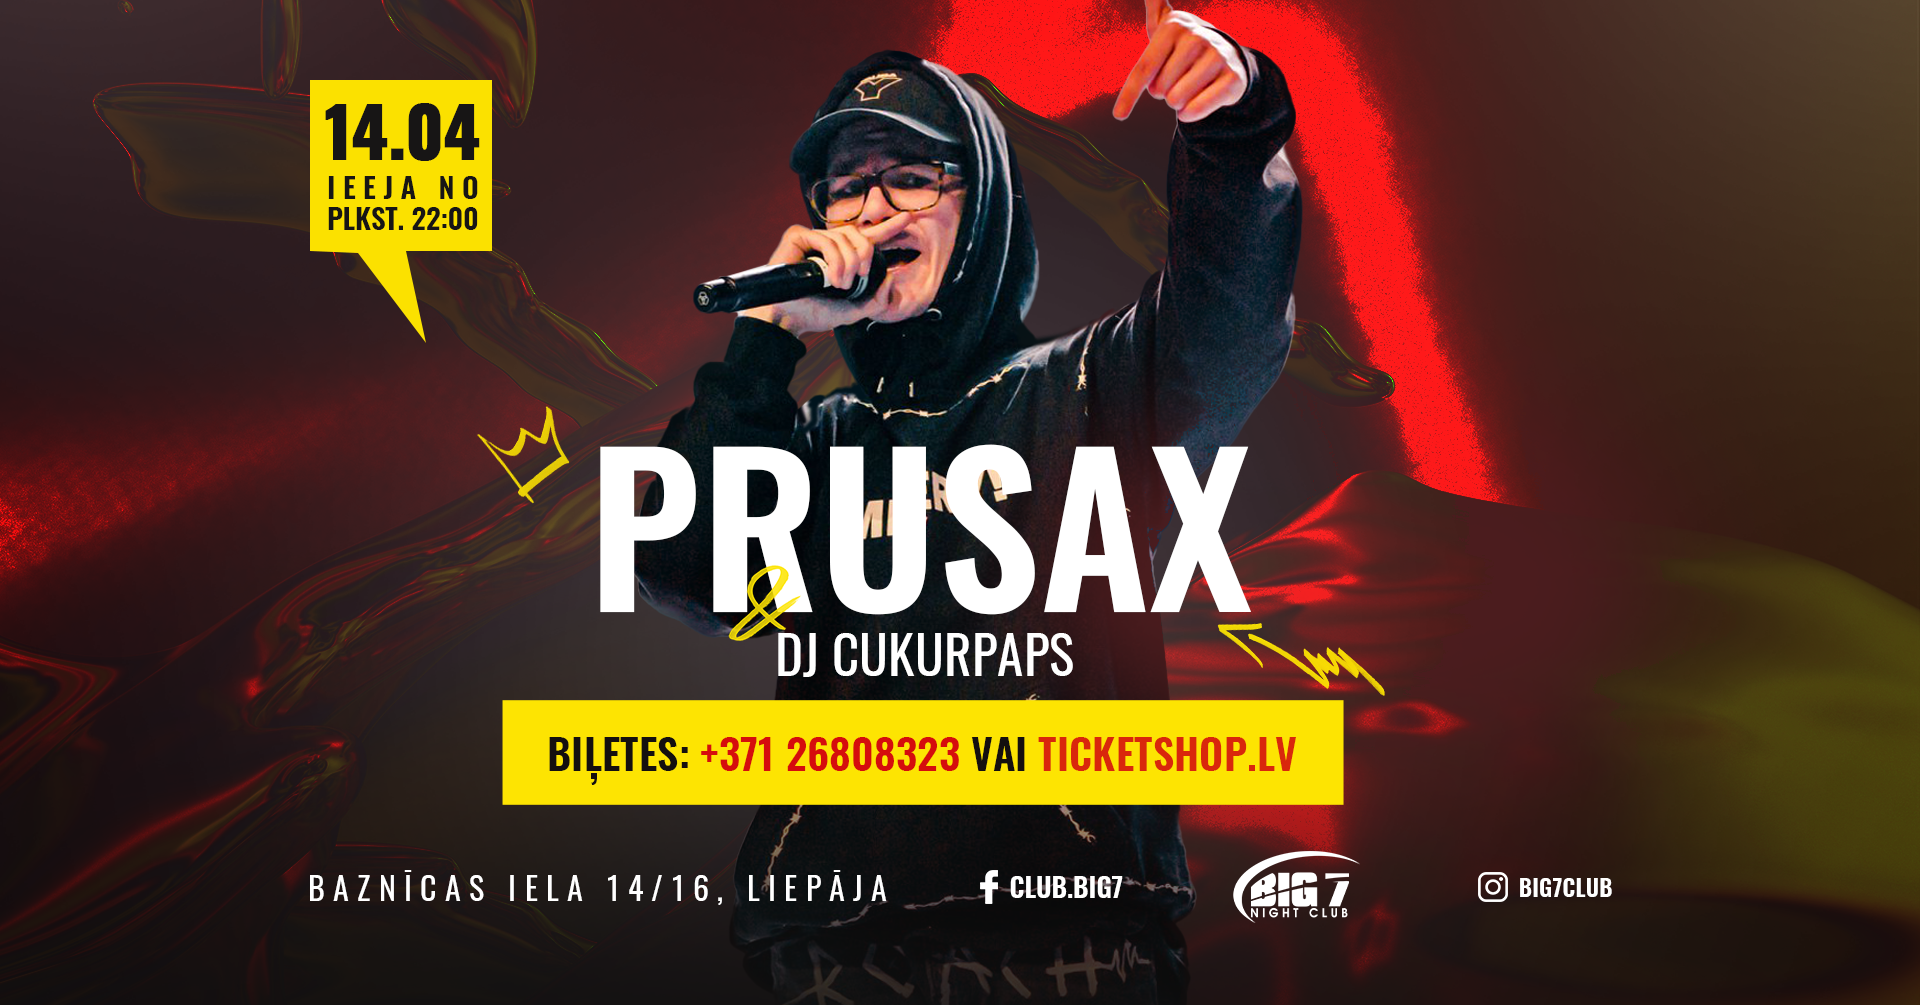 14.04
IEEJA NO
PLKST. 22:00
PRUSAX
&
DJ CUKURPAPS
BIĻETES: +371 26808323 VAI TICKETSHOP.LV
BAZNĪCAS IELA 14/16, LIEPĀJA
CLUB.BIG7
BIG 7
NIGHT CLUB
BIG7CLUB